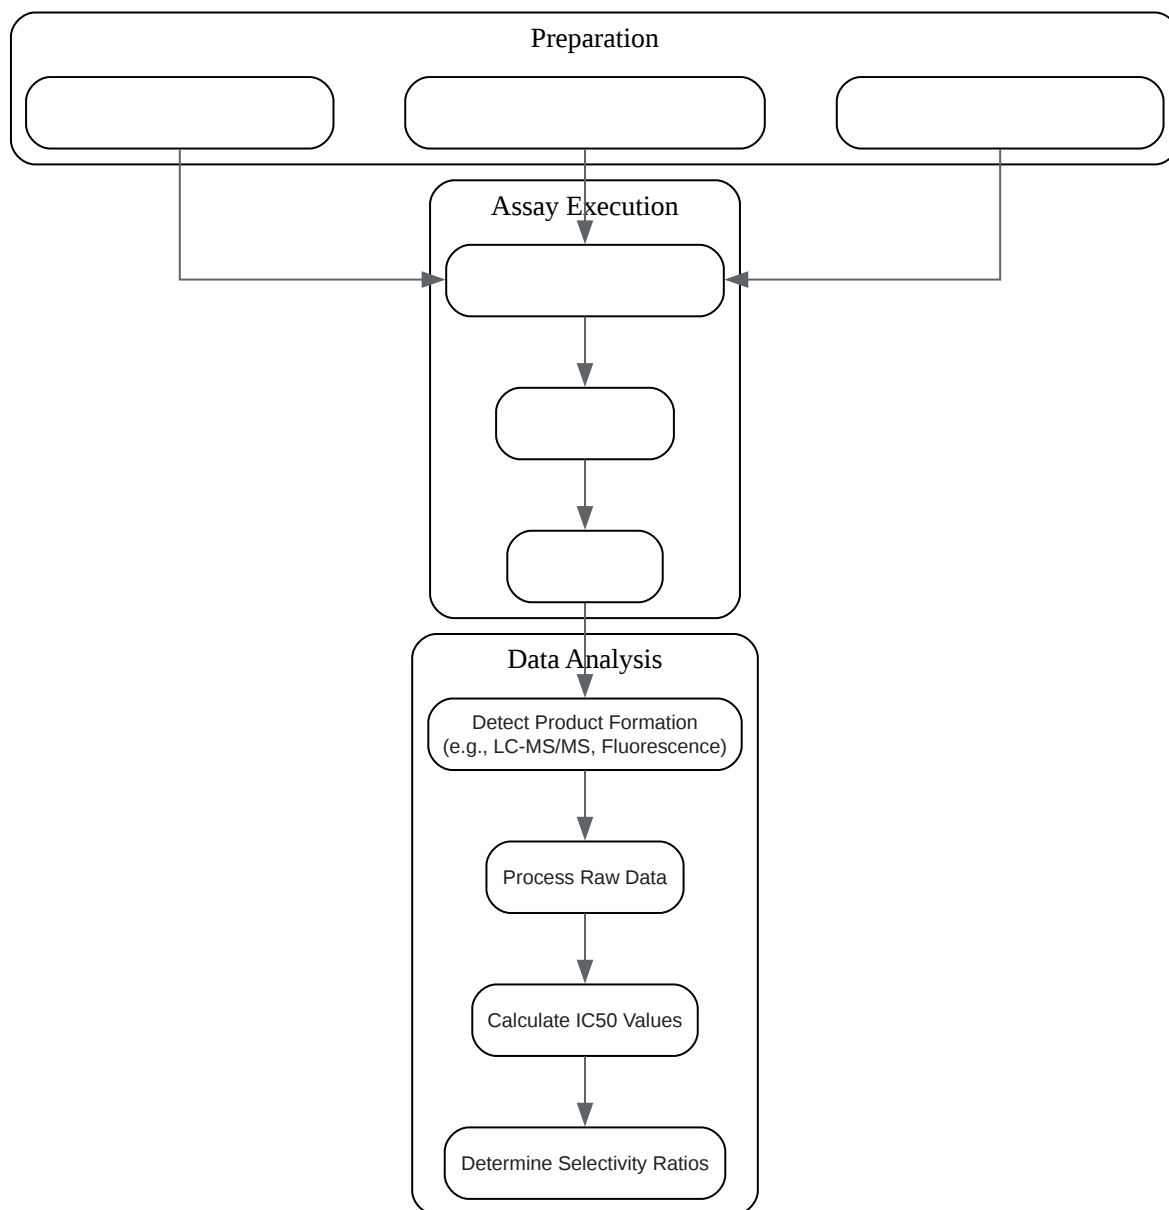 Preparation
Assay Execution
Data Analysis
Detect Product Formation
(e.g., LC-MS/MS, Fluorescence)
Process Raw Data
Calculate IC50 Values
Determine Selectivity Ratios